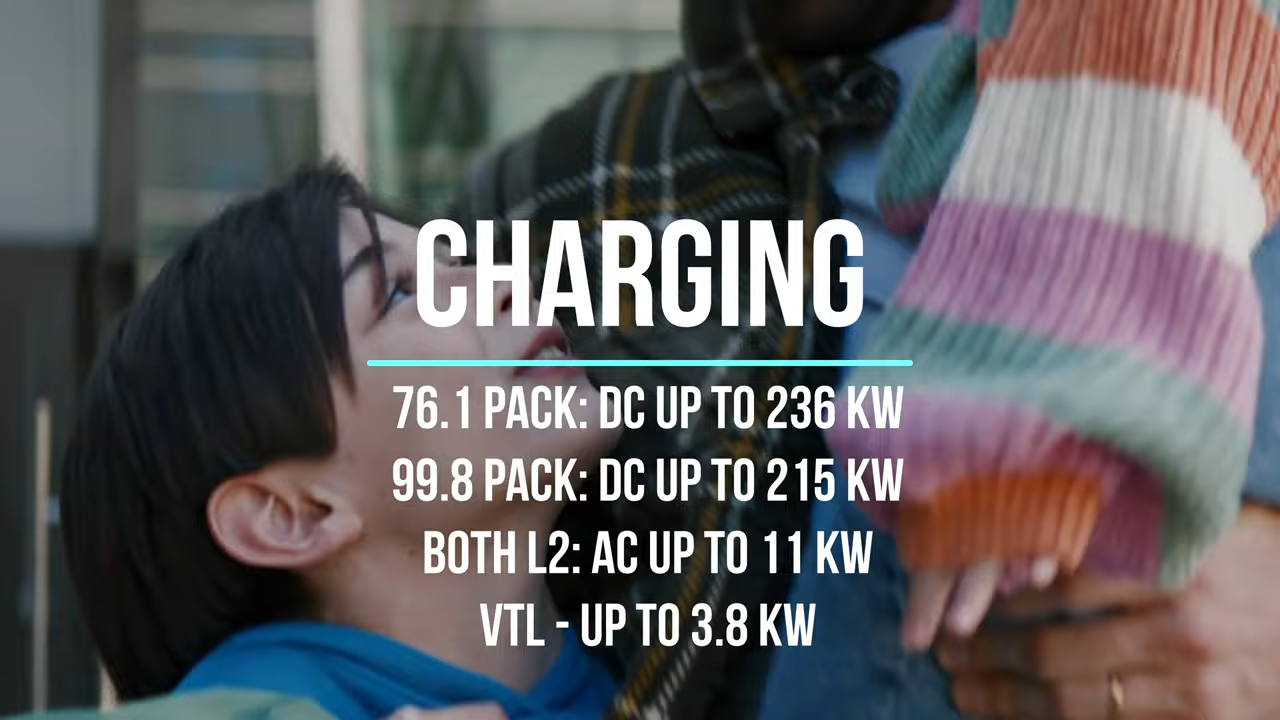 CHARGING
76.1 PACK: DC UP TO 236 KW
99.8 PACK: DC UP TO 215 KW
BOTH L2: AC UP TO 11 KW
VTL - UP TO 3.8 KW